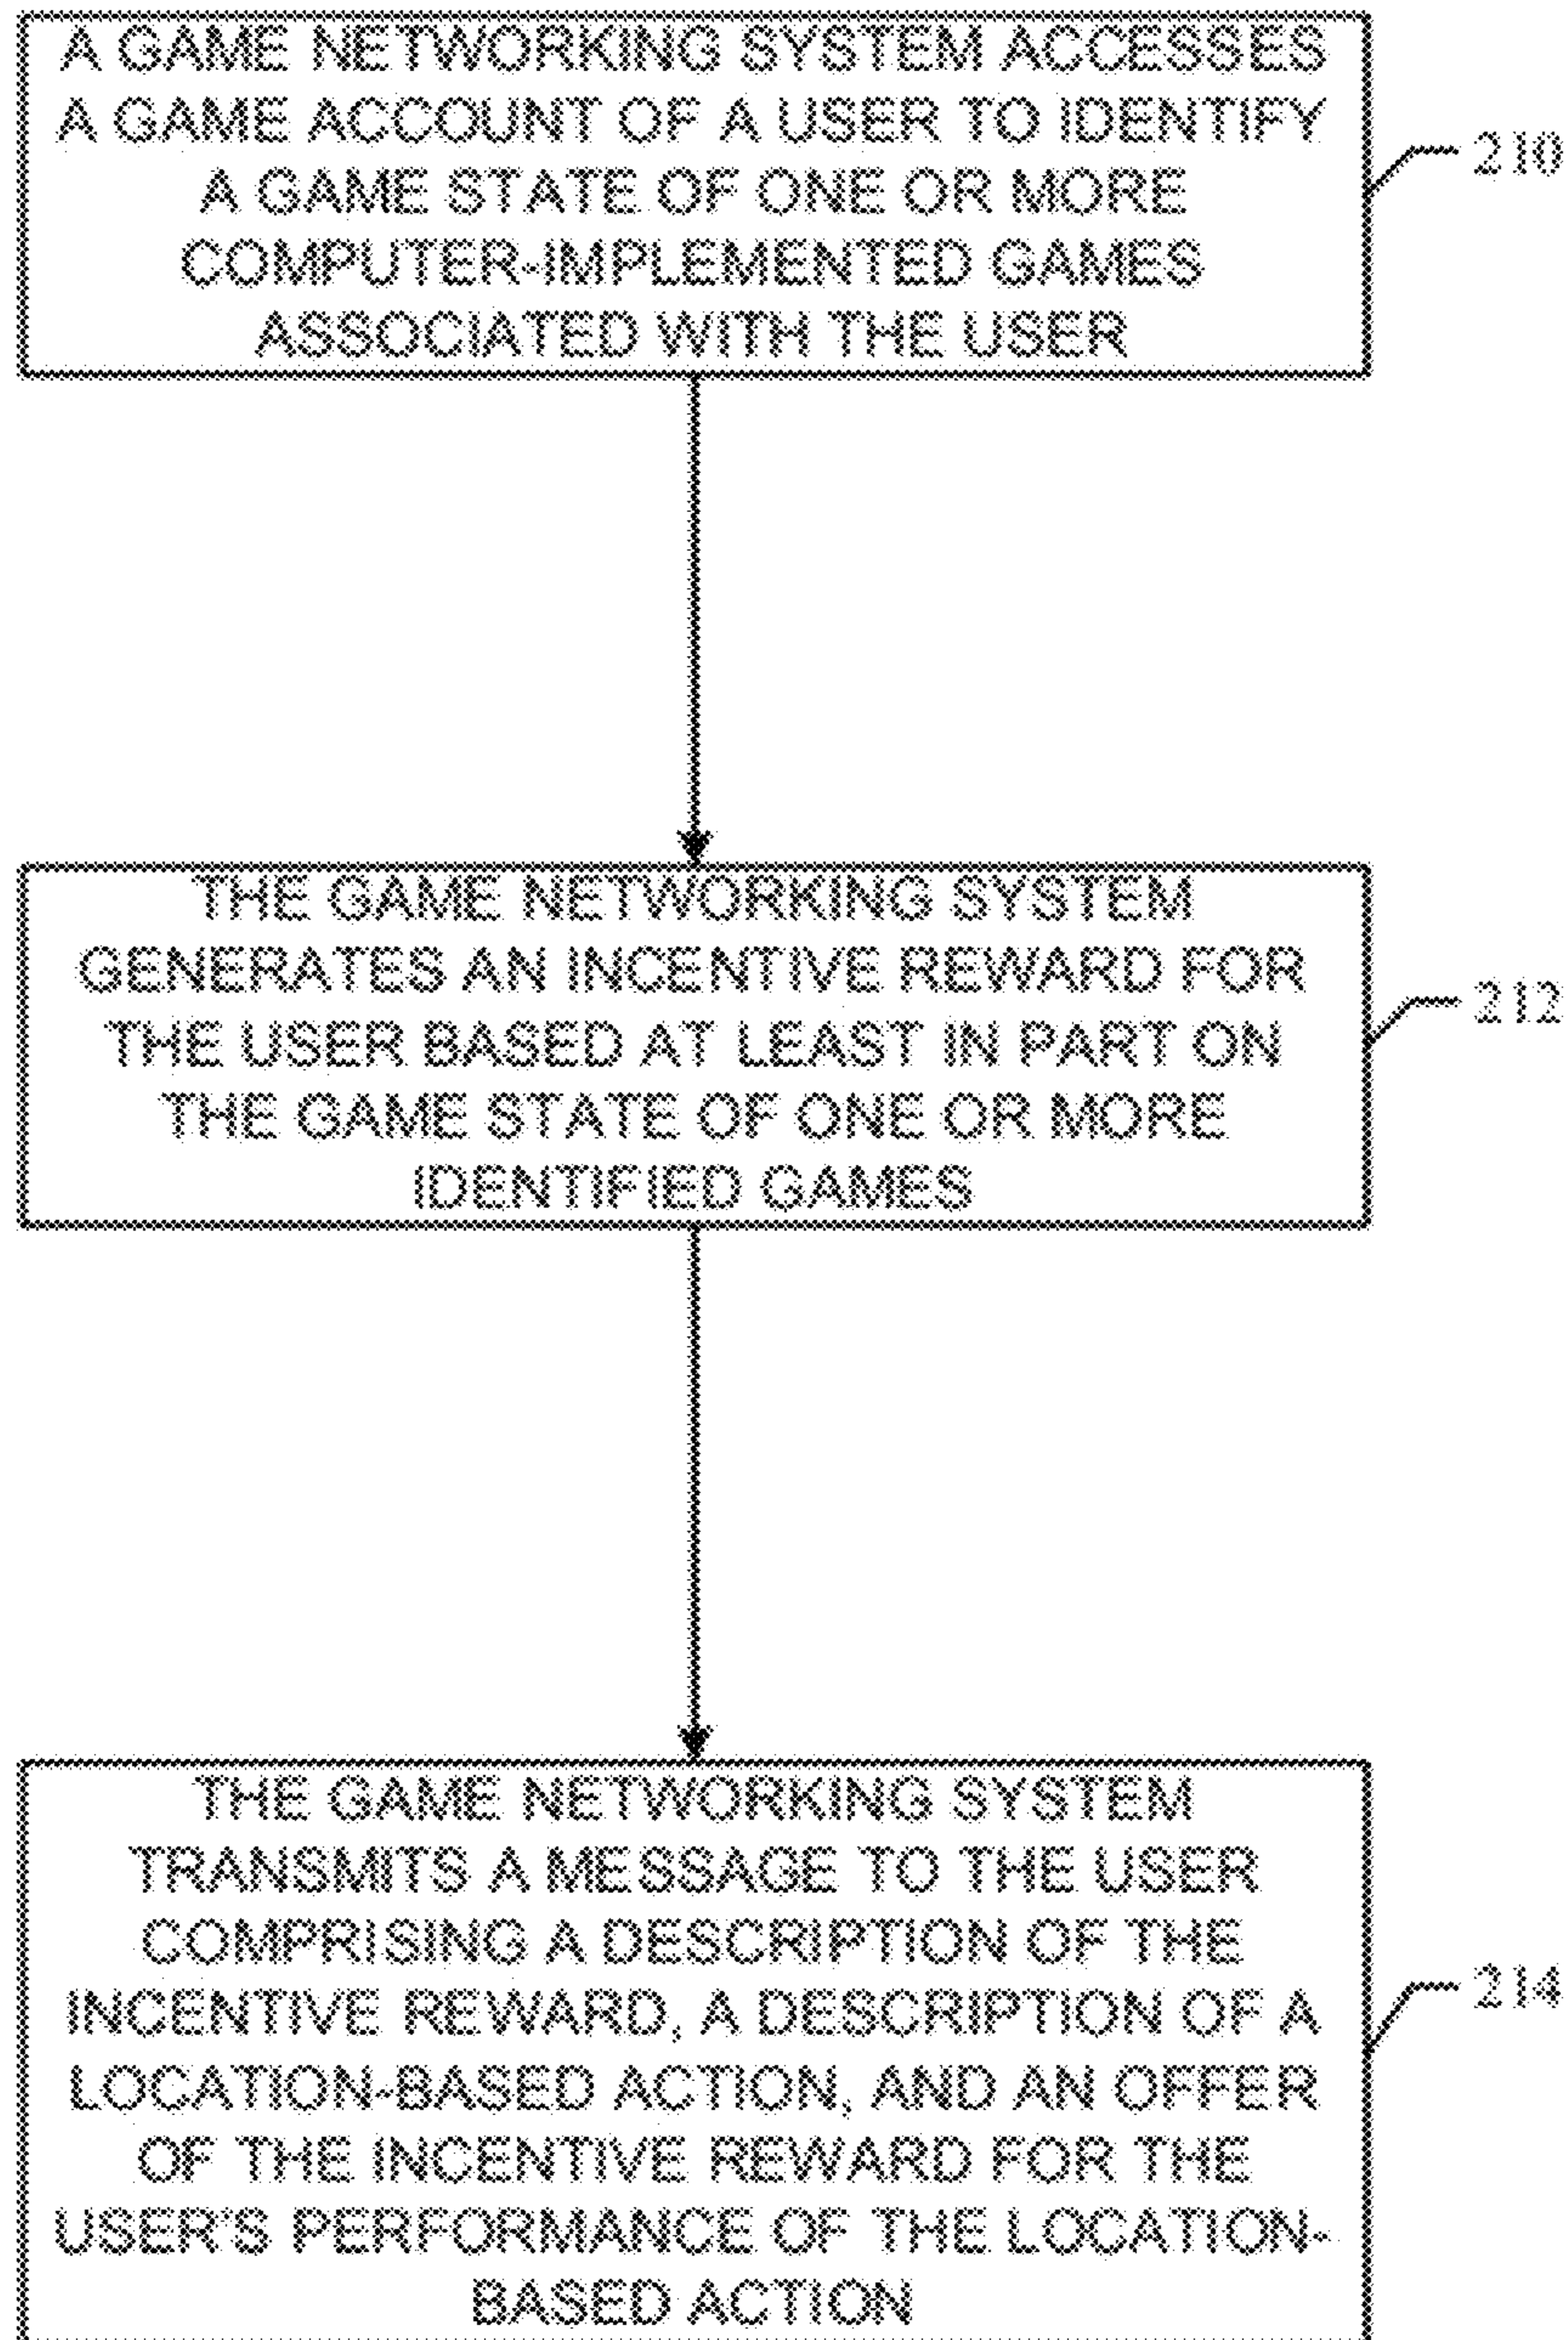 A GAME NETWORKING SYSTEM ACCESSES
A GAME ACCOUNT OF A USER TO IDENTIFY
A GAME STATE OF ONE OR MORE
COMPUTER-IMPLEMENTED GAMES
ASSOCIATED WITH THE USER
210
THE GAME NETWORKING SYSTEM
GENERATES AN INCENTIVE REWARD FOR
THE USER BASED AT LEAST IN PART ON
THE GAME STATE OF ONE OR MORE
IDENTIFIED GAMES
212
THE GAME NETWORKING SYSTEM
TRANSMITS A MESSAGE TO THE USER
COMPRISING A DESCRIPTION OF THE
INCENTIVE REWARD, A DESCRIPTION OF A
LOCATION-BASED ACTION, AND AN OFFER
OF THE INCENTIVE REWARD FOR THE
USER'S PERFORMANCE OF THE LOCATION-
BASED ACTION
214